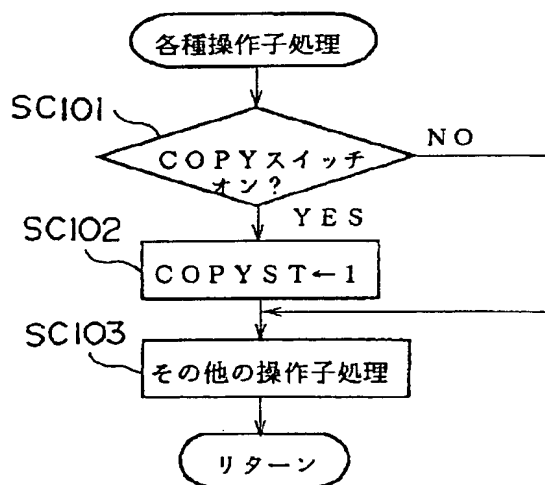 各種操作子処理
SC101
COPYスイッチ
オン?
NO
YES
SC102
COPYST←1
SC103
その他の操作子処理
リターン